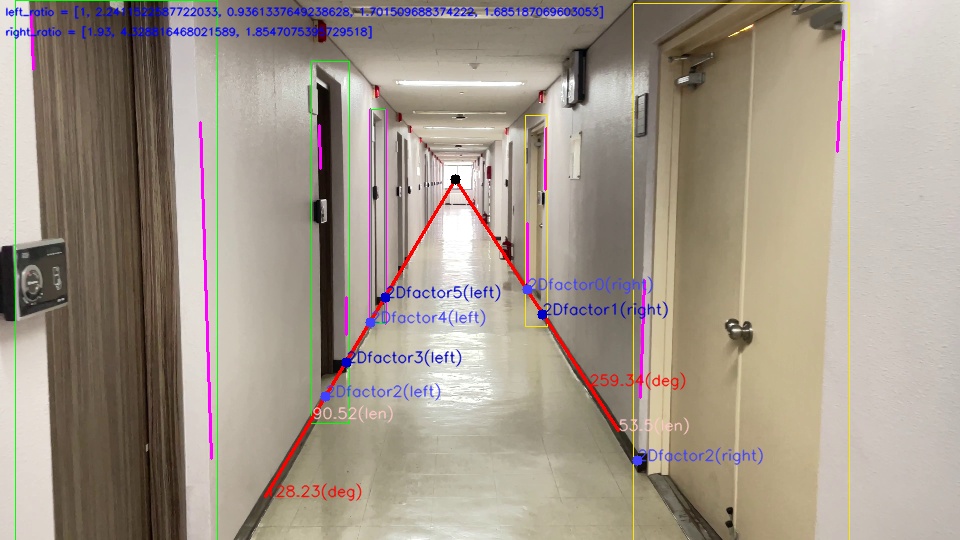 left_ratio = [1, 2.2411522687722033, 0.9361337649238628, 1.701509688374222, 1.685187069603053]
right_ratio = [1.93, 4.328816468021589, 1.8547075398729518]
2Dfactor0(right)
2Dfactor5(left)
2Dfactor1(right)
2Dfactor4(left)
2Dfactor3(left)
259.34(deg)
2Dfactor2(left)
90.52(len)
53.5(len)
2Dfactor2(right)
28.23(deg)